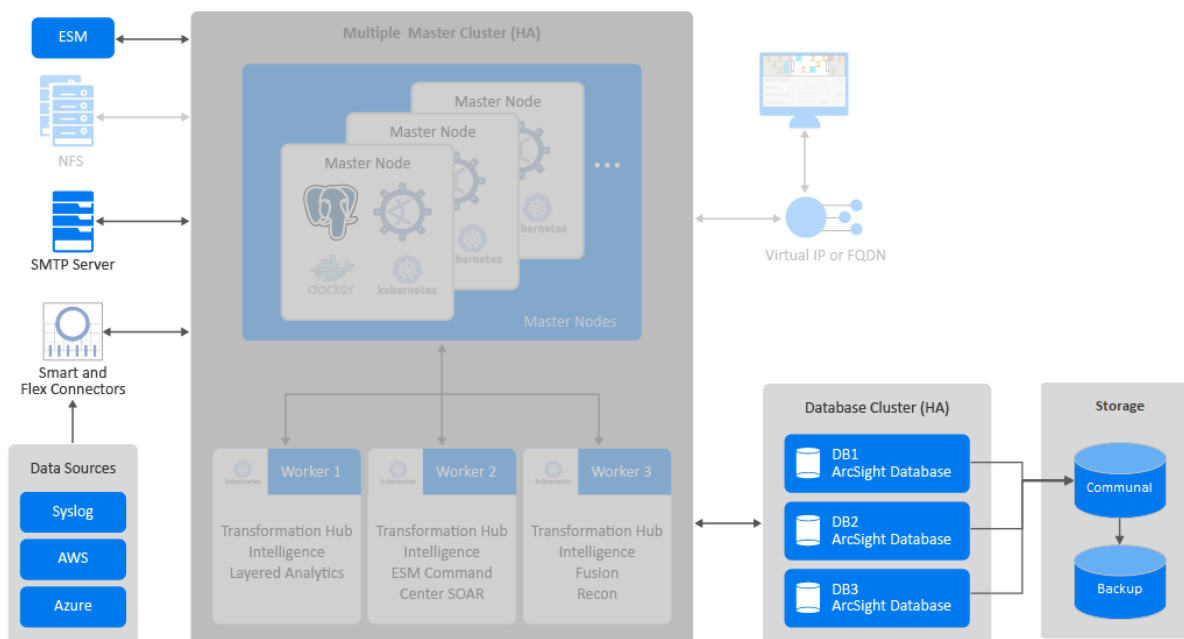 ESM
NFS
SMTP Server
Smart and
Flex Connectors
Data Sources
Syslog
AWS
Azure
Multiple Master Cluster (HA)
Master Node
Master Node
Master Node
...
docker
kubernetes
Master Nodes
kubernetes
Worker 1
Transformation Hub
Intelligence
Layered Analytics
kubernetes
Worker 2
Transformation Hub
Intelligence
ESM Command
Center SOAR
kubernetes
Worker 3
Transformation Hub
Intelligence
Fusion
Recon
Virtual IP or FQDN
Database Cluster (HA)
DB1
ArcSight Database
DB2
ArcSight Database
DB3
ArcSight Database
Storage
Communal
Backup